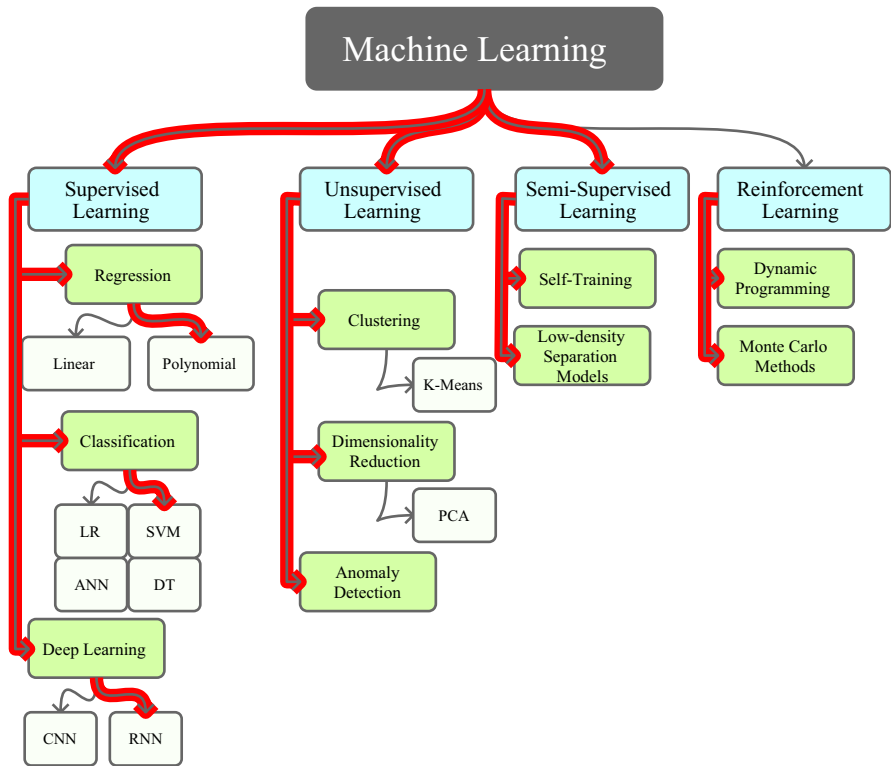 Machine Learning
Supervised
Learning
Unsupervised
Learning
Semi-Supervised
Learning
Reinforcement
Learning
Regression
Linear
Polynomial
Classification
LR
SVM
ANN
DT
Deep Learning
CNN
RNN
Clustering
K-Means
Dimensionality
Reduction
PCA
Anomaly
Detection
Self-Training
Low-density
Separation
Models
Dynamic
Programming
Monte Carlo
Methods